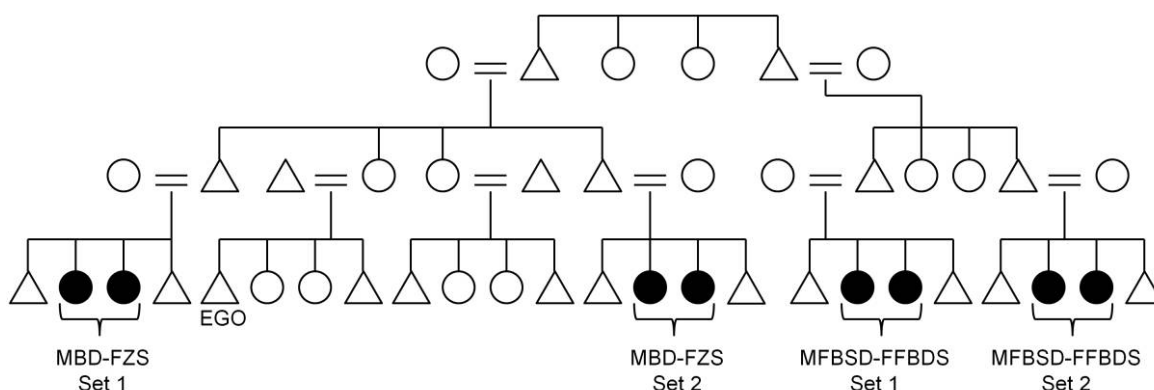 EGO
MBD-FZS
Set 1
MBD-FZS
Set 2
MFBSD-FFBDS
Set 1
MFBSD-FFBDS
Set 2